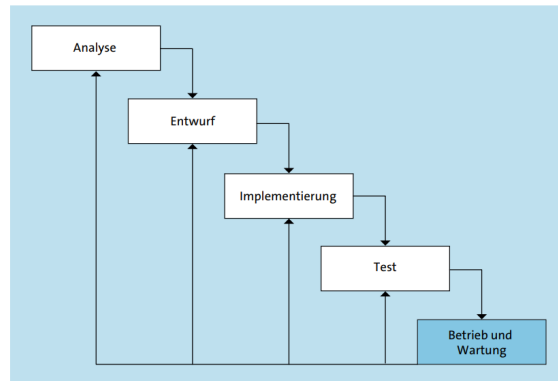 Analyse
Entwurf
Implementierung
Test
Betrieb und
Wartung